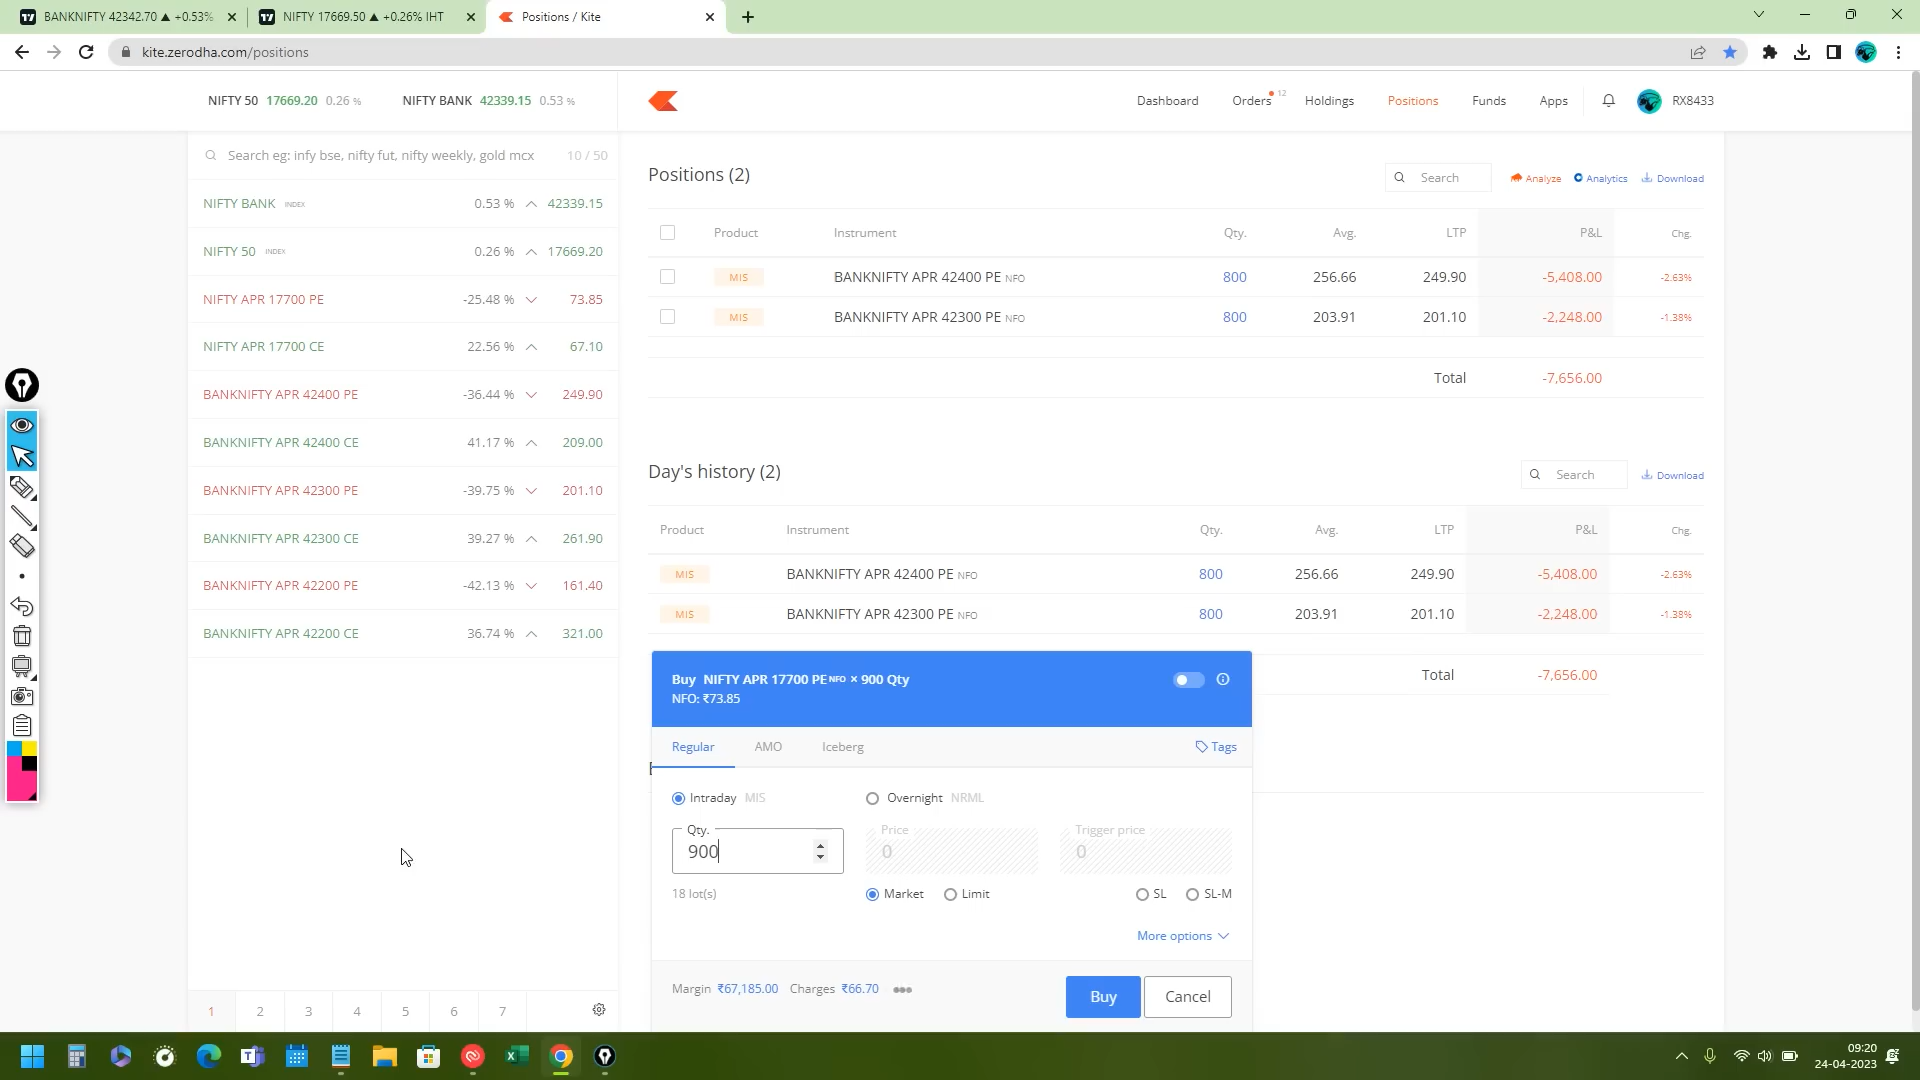 BANKNIFTY 42342.70 ▲ +0.53%
NIFTY 17669.50 ▲ +0.26% IHT
Positions / Kite
kite.zerodha.com/positions
NIFTY 50 17669.20 0.26 %
NIFTY BANK 42339.15 0.53 %
Dashboard
Orders 12
Holdings
Positions
Funds
Apps
RX8433
Search eg: infy bse, nifty fut, nifty weekly, gold mcx 10 / 50
NIFTY BANK INDEX 0.53 % 42339.15
NIFTY 50 INDEX 0.26 % 17669.20
NIFTY APR 17700 PE -25.48 % 73.85
NIFTY APR 17700 CE 22.56 % 67.10
BANKNIFTY APR 42400 PE -36.44 % 249.90
BANKNIFTY APR 42400 CE 41.17 % 209.00
BANKNIFTY APR 42300 PE -39.75 % 201.10
BANKNIFTY APR 42300 CE 39.27 % 261.90
BANKNIFTY APR 42200 PE -42.13 % 161.40
BANKNIFTY APR 42200 CE 36.74 % 321.00
1 2 3 4 5 6 7
Positions (2)
Search Analyze Analytics Download
Product Instrument Qty. Avg. LTP P&L Chg.
MIS BANKNIFTY APR 42400 PE NFO 800 256.66 249.90 -5,408.00 -2.63%
MIS BANKNIFTY APR 42300 PE NFO 800 203.91 201.10 -2,248.00 -1.38%
Total -7,656.00
Day's history (2)
Search Download
Product Instrument Qty. Avg. LTP P&L Chg.
MIS BANKNIFTY APR 42400 PE NFO 800 256.66 249.90 -5,408.00 -2.63%
MIS BANKNIFTY APR 42300 PE NFO 800 203.91 201.10 -2,248.00 -1.38%
Total -7,656.00
Buy NIFTY APR 17700 PE NFO × 900 Qty
NFO: ₹73.85
Regular AMO Iceberg Tags
Intraday MIS Overnight NRML
Qty. Price Trigger price
900 0 0
18 lot(s) Market Limit SL SL-M
More options
Margin ₹67,185.00 Charges ₹66.70
Buy Cancel
09:20
24-04-2023